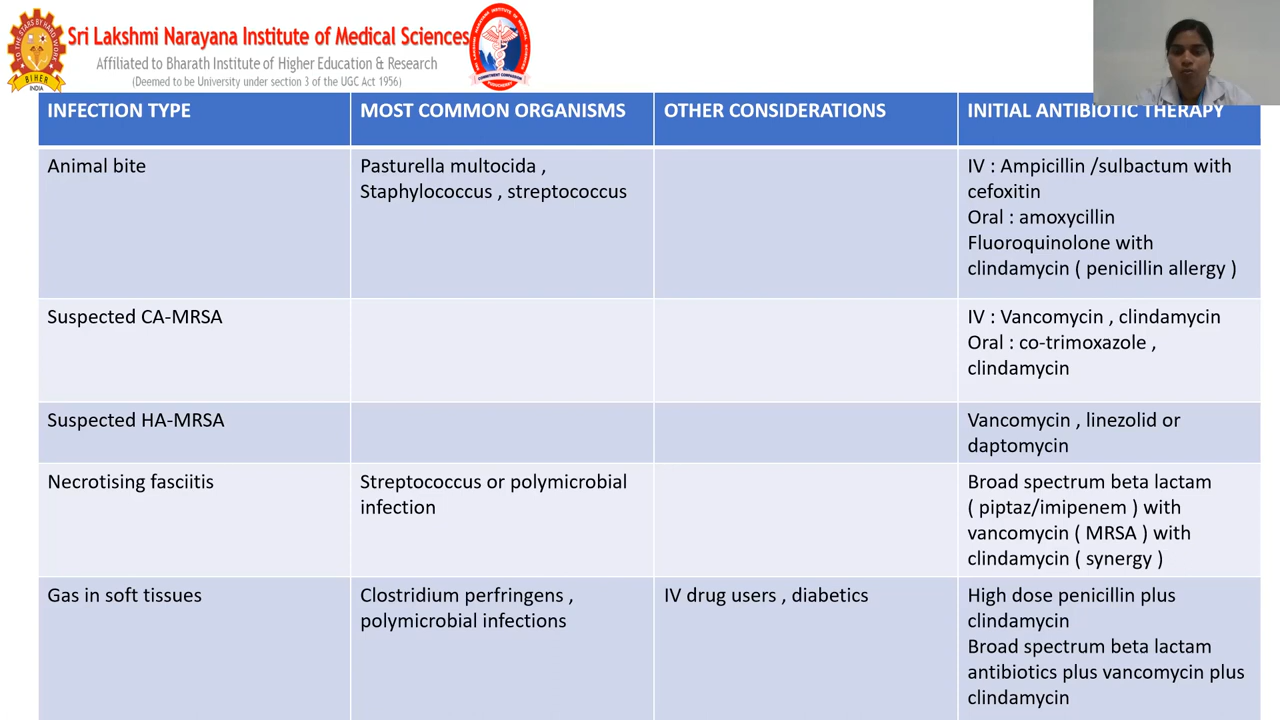 Sri Lakshmi Narayana Institute of Medical Sciences
Affiliated to Bharath Institute of Higher Education & Research
(Deemed to be University under section 3 of the UGC Act 1956)
BIHER
INDIA
INFECTION TYPE
MOST COMMON ORGANISMS
OTHER CONSIDERATIONS
INITIAL ANTIBIOTIC THERAPY
Animal bite
Pasturella multocida ,
Staphylococcus , streptococcus
IV : Ampicillin /sulbactum with
cefoxitin
Oral : amoxycillin
Fluoroquinolone with
clindamycin ( penicillin allergy )
Suspected CA-MRSA
IV : Vancomycin , clindamycin
Oral : co-trimoxazole ,
clindamycin
Suspected HA-MRSA
Vancomycin , linezolid or
daptomycin
Necrotising fasciitis
Streptococcus or polymicrobial
infection
Broad spectrum beta lactam
( piptaz/imipenem ) with
vancomycin ( MRSA ) with
clindamycin ( synergy )
Gas in soft tissues
Clostridium perfringens ,
polymicrobial infections
IV drug users , diabetics
High dose penicillin plus
clindamycin
Broad spectrum beta lactam
antibiotics plus vancomycin plus
clindamycin